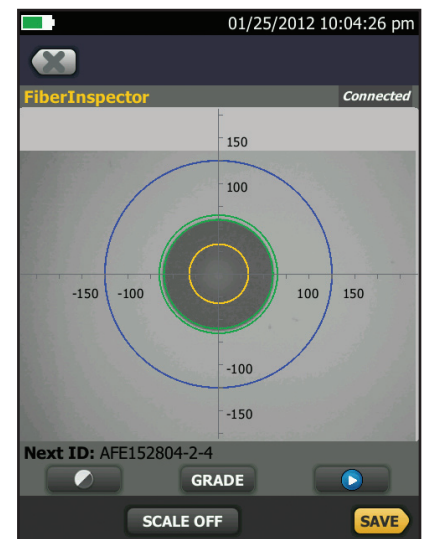 01/25/2012 10:04:26 pm
FiberInspector Connected
150
100
-150 -100 100 150
-100
-150
Next ID: AFE152804-2-4
GRADE
SCALE OFF SAVE